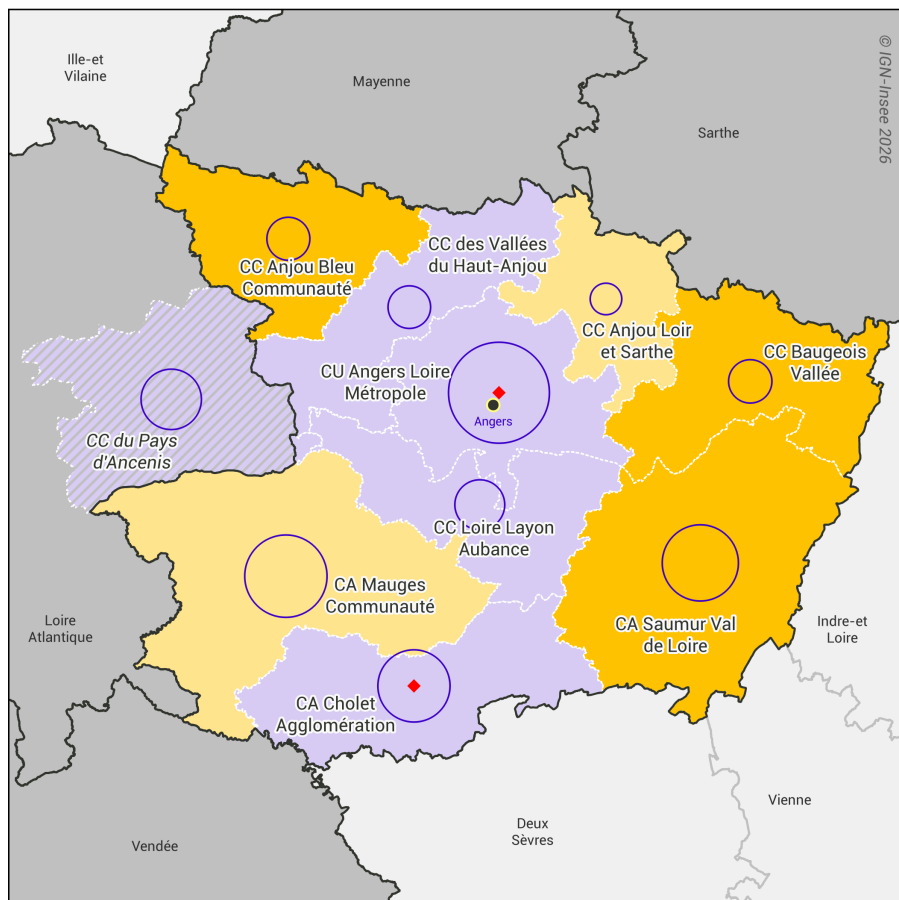 Ille-et
Vilaine
Mayenne
Sarthe
© IGN-Insee 2026
CC des Vallées
du Haut-Anjou
CC Anjou Bleu
Communauté
CC Anjou Loir
et Sarthe
CC Baugeois
Vallée
CU Angers Loire
Métropole
Angers
CC du Pays
d'Ancenis
CC Loire Layon
Aubance
CA Mauges
Communauté
Loire
Atlantique
CA Saumur Val
de Loire
Indre-et
Loire
CA Cholet
Agglomération
Vienne
Deux
Sèvres
Vendée